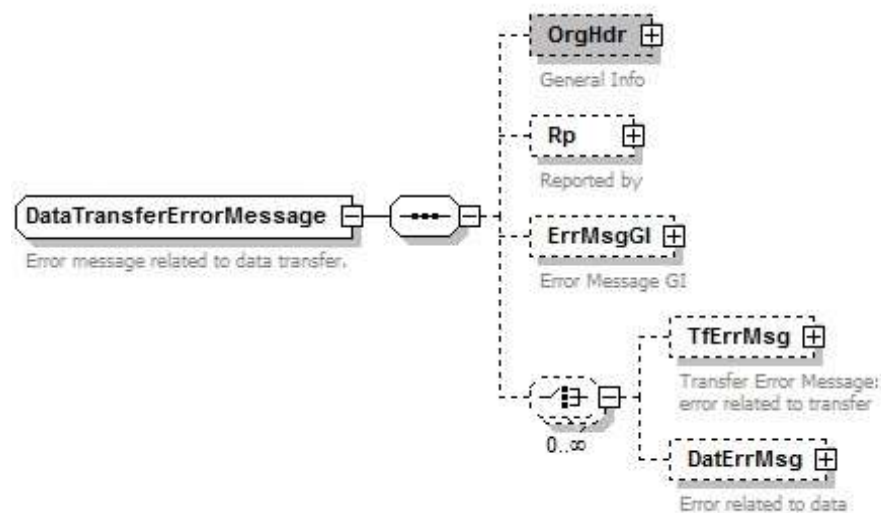 OrgHdr
General Info
Rp
Reported by
DataTransferErrorMessage
Error message related to data transfer.
ErrMsgGI
Error Message GI
TfErrMsg
Transfer Error Message:
error related to transfer
0..∞
DatErrMsg
Error related to data